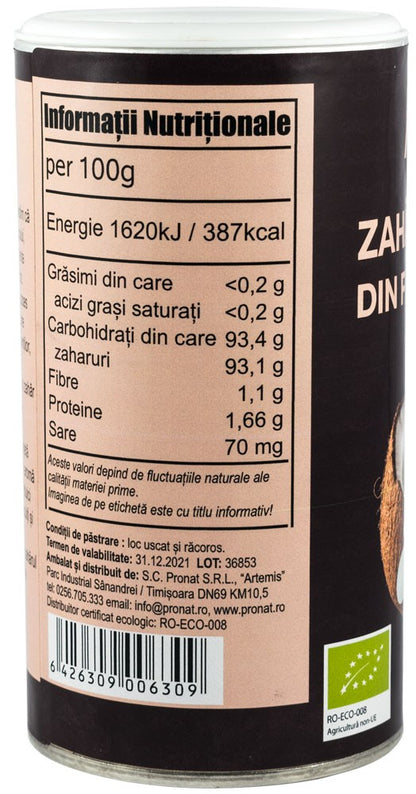 Informații Nutriționale
per 100g
Energie 1620kJ / 387kcal
Grăsimi din care <0,2 g
acizi grași saturați <0,2 g
Carbohidrați din care 93,4 g
zaharuri 93,1 g
Fibre 1,1 g
Proteine 1,66 g
Sare 70 mg
Aceste valori depind de fluctuațiile naturale ale
calității materiei prime.
Imaginea de pe etichetă este cu titlu informativ!
Condiții de păstrare : loc uscat și răcoros.
Termen de valabilitate: 31.12.2021 LOT: 36853
Ambalat și distribuit de: S.C. Pronat S.R.L., “Artemis”
Parc Industrial Sânandrei / Timișoara DN69 KM10,5
tel: 0256.705.333 email: info@pronat.ro, www.pronat.ro
Distribuitor certificat ecologic: RO-ECO-008
6 426309 006309
ZAH
DIN
RO-ECO-008
Agricultură non-UE